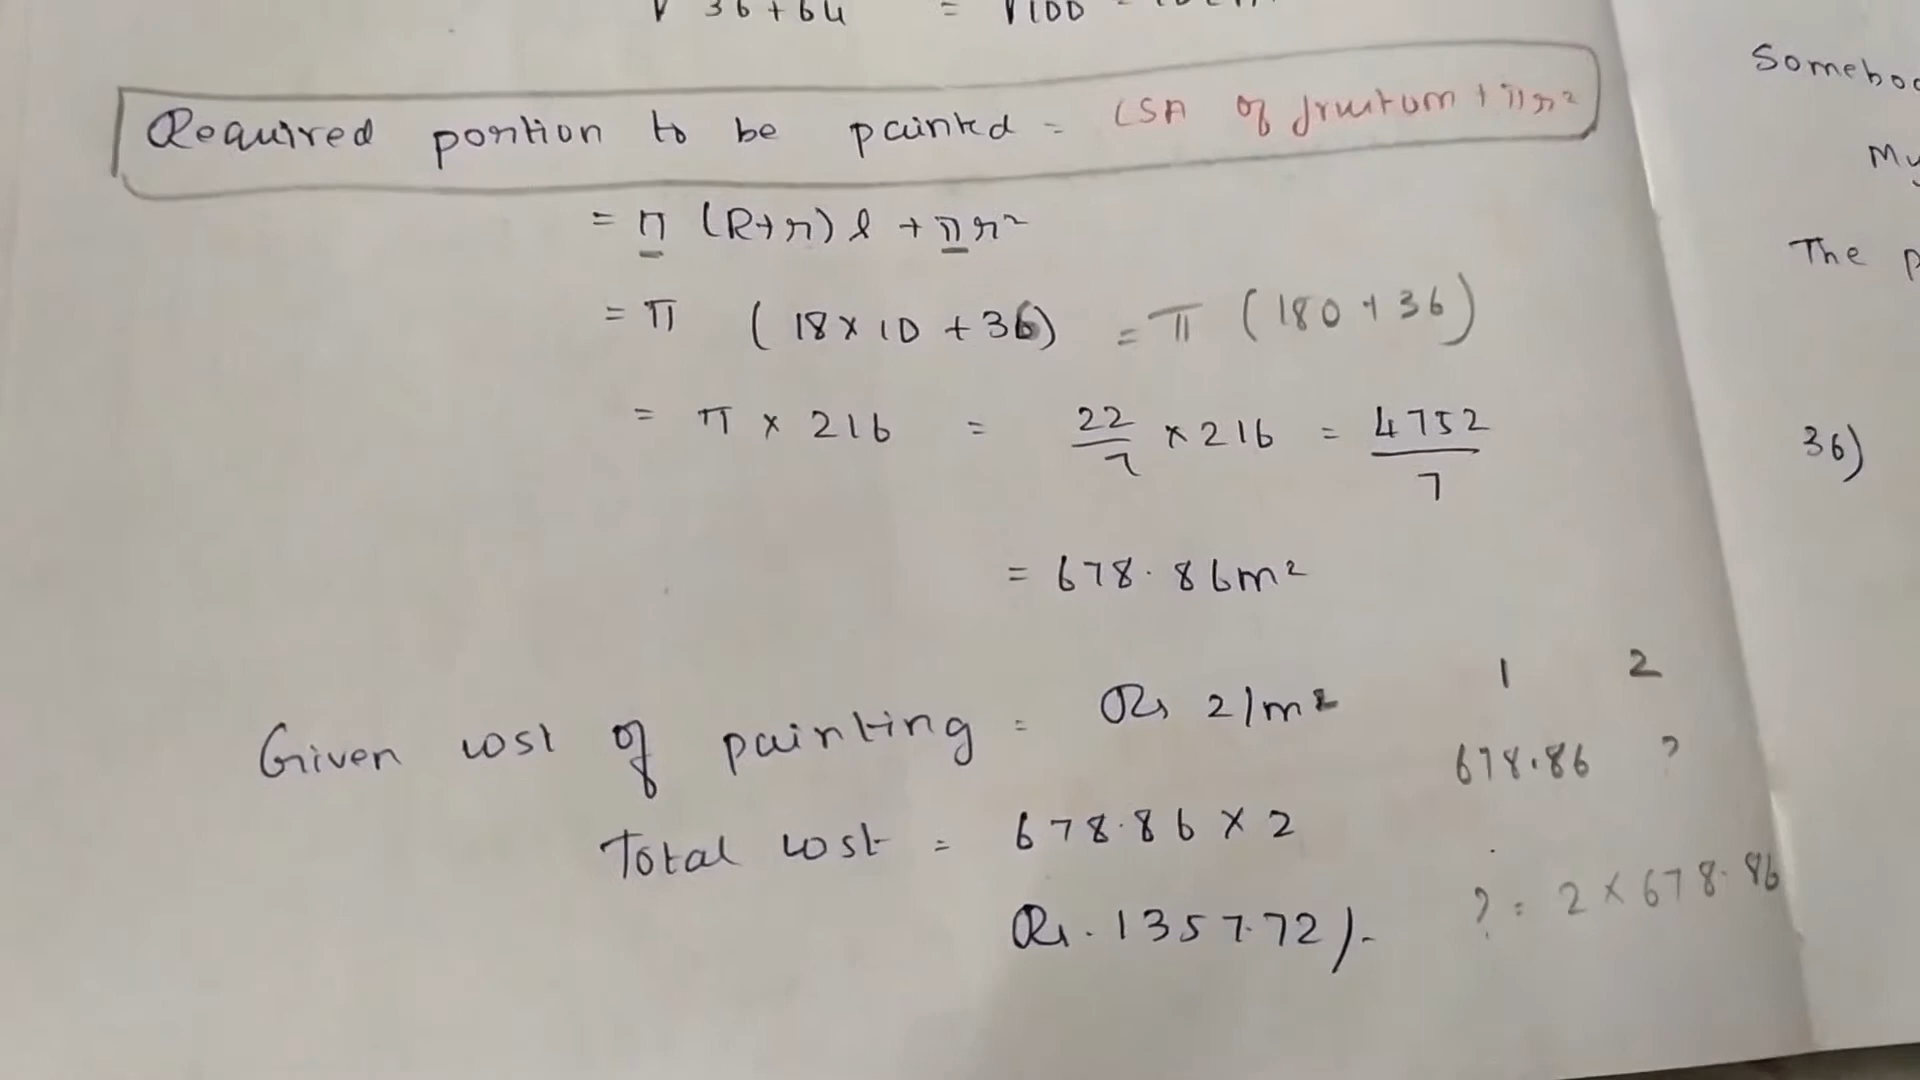 √36+64 = √100
Required portion to be painted = CSA of frustum + πr²
= π (R+r) l + πr²
= π (18 × 10 + 36) = π (180 + 36)
= π × 216 = 22/7 × 216 = 4752/7
= 678.86m²
Given cost of painting = Rs 2/m²
1 2
678.86 ?
Total cost = 678.86 × 2
Rs. 1357.72/-
? = 2 × 678.86
My
The
36)